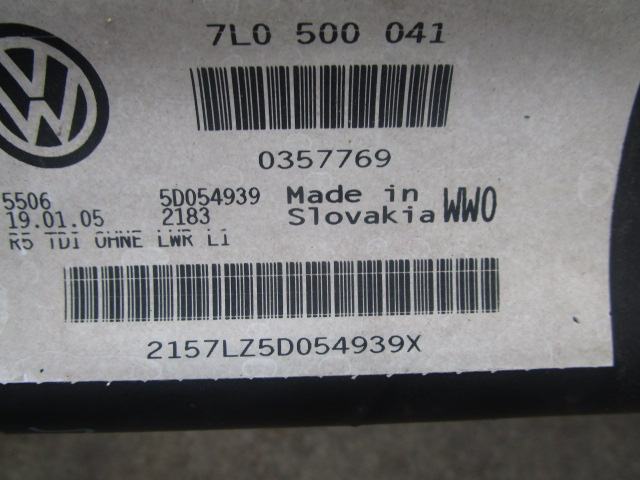 7L0 500 041
0357769
5506 5D054939 Made in WWO
19.01.05 2183 Slovakia
R5 TDI OHNE LWR LI
2157LZ5D054939X